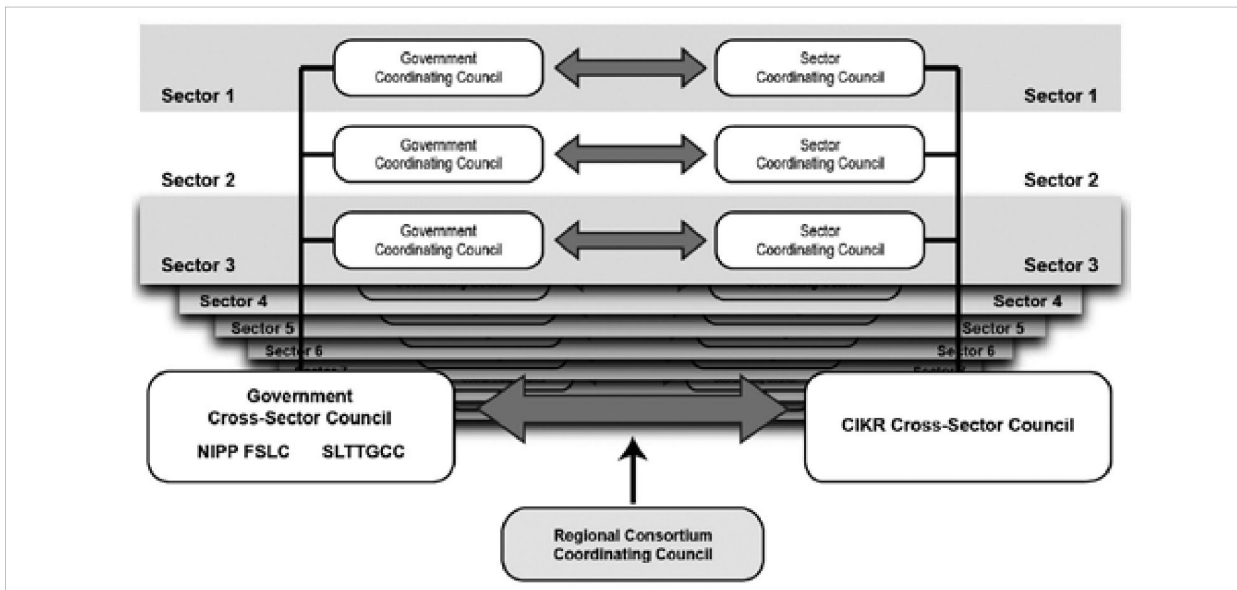 Government
Coordinating Council
Sector
Coordinating Council
Sector 1
Sector 1
Government
Coordinating Council
Sector
Coordinating Council
Sector 2
Sector 2
Government
Coordinating Council
Sector
Coordinating Council
Sector 3
Sector 3
Sector 4
Sector 4
Sector 5
Sector 5
Sector 6
Sector 6
Government
Cross-Sector Council
NIPP FSLC SLTTGCC
CIKR Cross-Sector Council
Regional Consortium
Coordinating Council